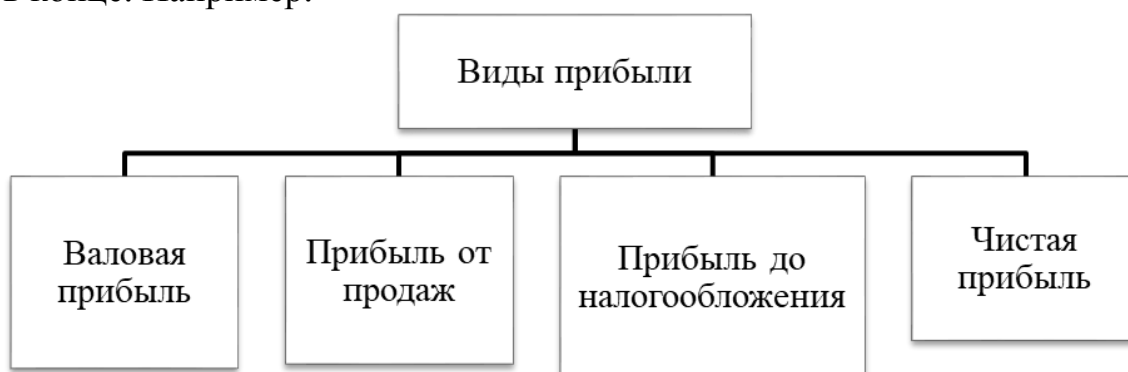 в конце. Например:
Виды прибыли
Валовая
прибыль
Прибыль от
продаж
Прибыль до
налогообложения
Чистая
прибыль